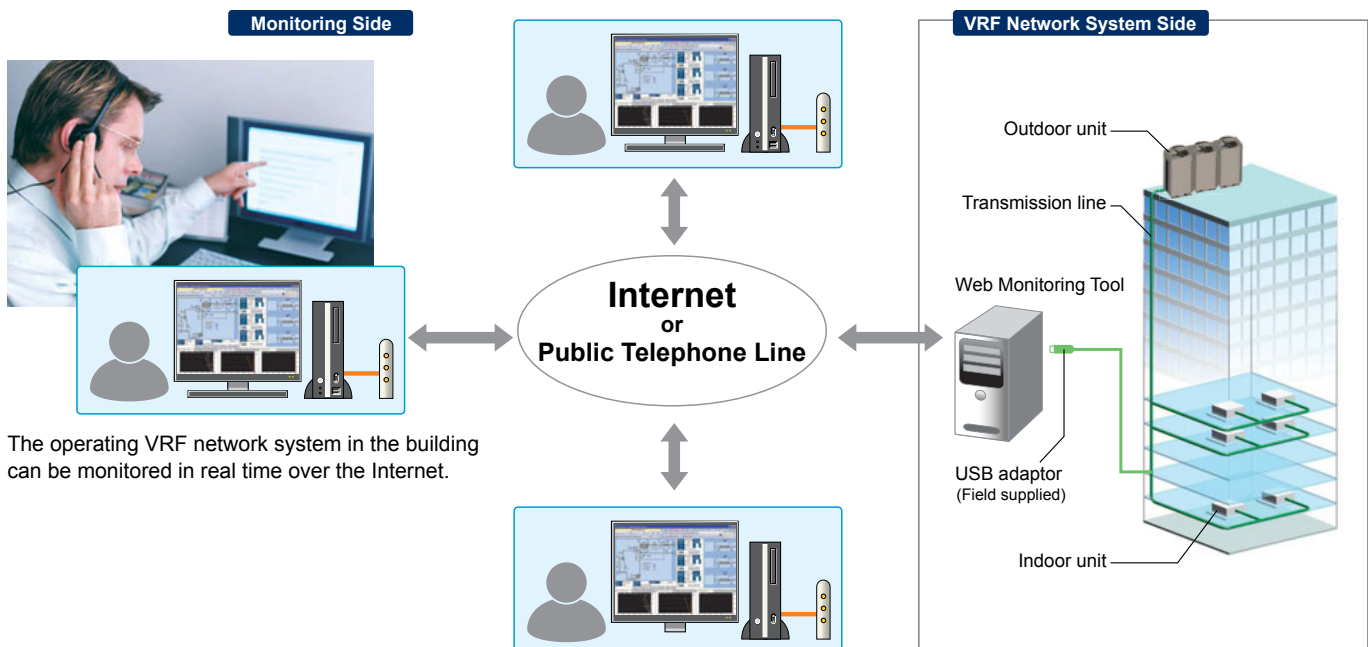 Monitoring Side
VRF Network System Side
Outdoor unit
Transmission line
Web Monitoring Tool
Internet
or
Public Telephone Line
The operating VRF network system in the building
can be monitored in real time over the Internet.
USB adaptor
(Field supplied)
Indoor unit